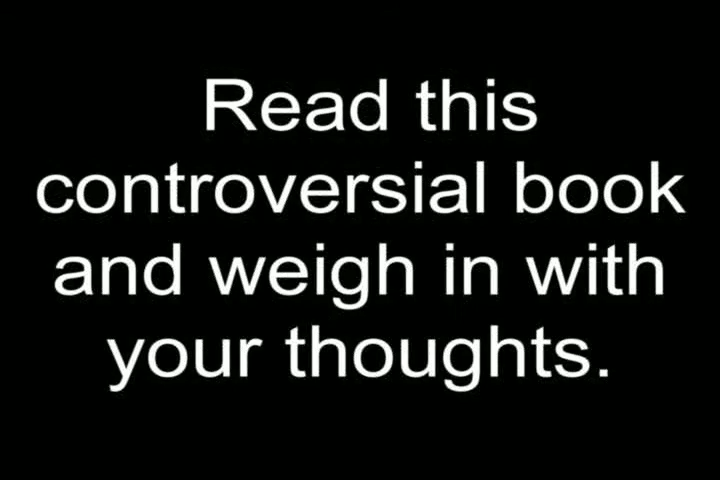 Read this
controversial book
and weigh in with
your thoughts.